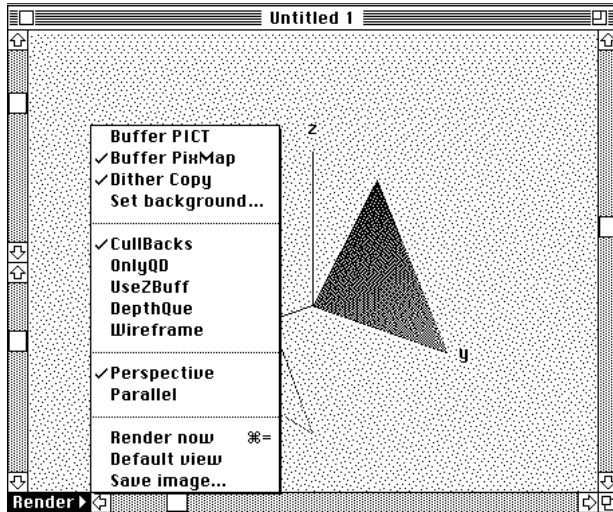 Untitled 1
z
Buffer PICT
✓Buffer PixMap
✓Dither Copy
Set background...
✓CullBacks
OnlyQD
UseZBuff
DepthQue
Wireframe
y
✓Perspective
Parallel
Render now ⌘=
Default view
Save image...
Render